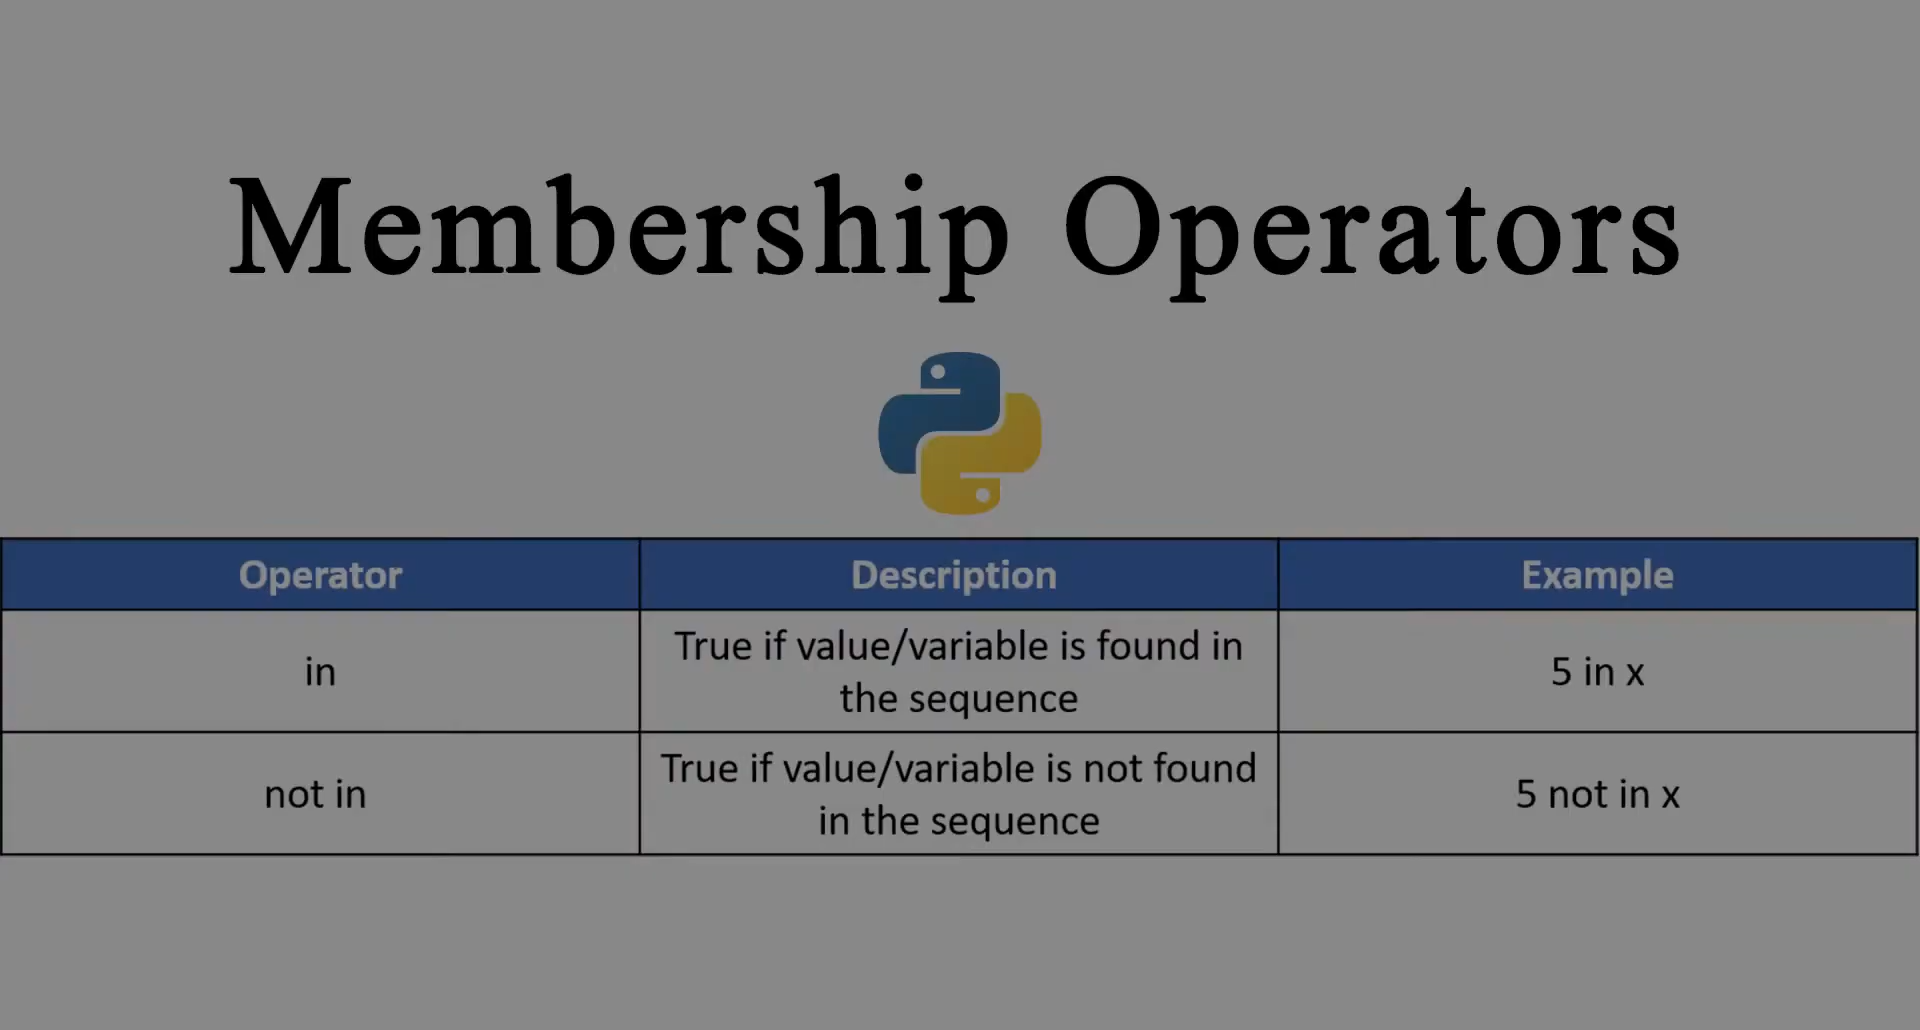 Membership Operators
Operator
Description
Example
in
True if value/variable is found in
the sequence
5 in x
not in
True if value/variable is not found
in the sequence
5 not in x